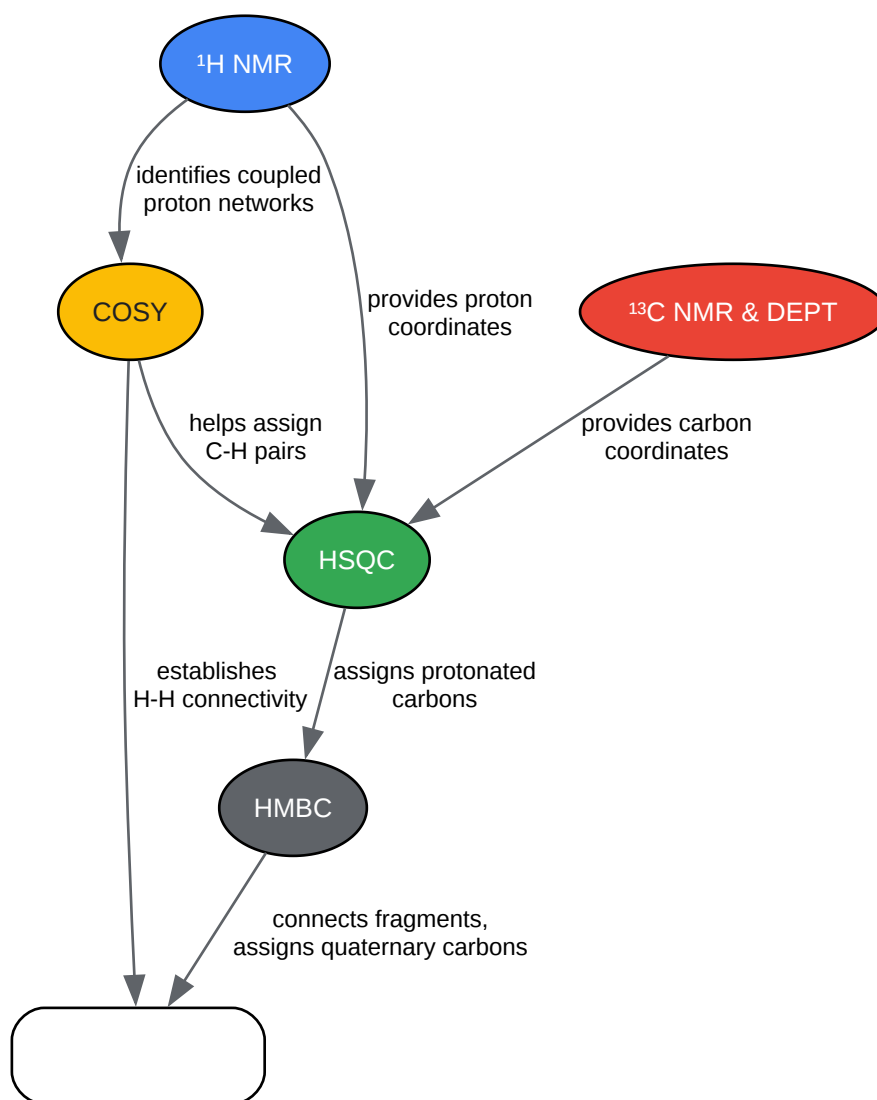 ¹H NMR
identifies coupled
proton networks
provides proton
coordinates
COSY
¹³C NMR & DEPT
helps assign
C-H pairs
provides carbon
coordinates
HSQC
establishes
H-H connectivity
assigns protonated
carbons
HMBC
connects fragments,
assigns quaternary carbons